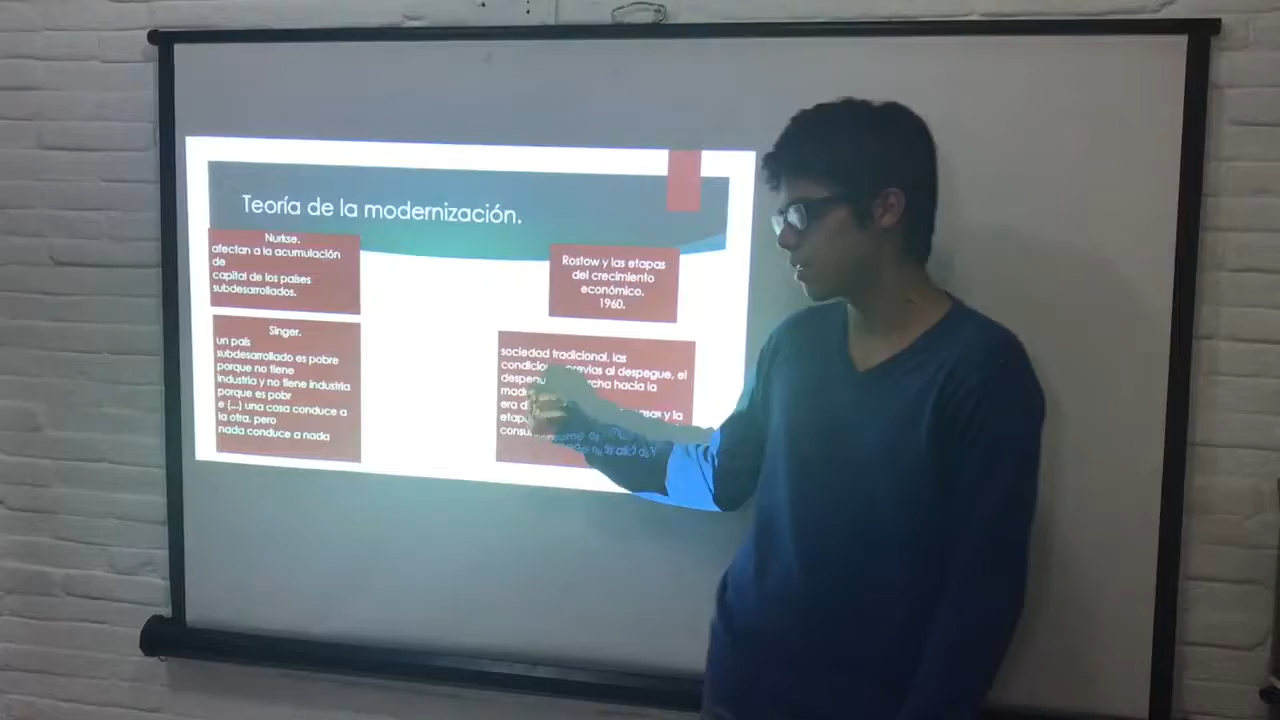 Teoría de la modernización.
Nurkse.
afectan a la acumulación
de
capital de los países
subdesarrollados.
Singer.
un país
subdesarrollado es pobre
porque no tiene
industria y no tiene industria
porque es pobr
e (...) una cosa conduce a
la otra, pero
nada conduce a nada
Rostow y las etapas
del crecimiento
económico.
1960.
sociedad tradicional, las
previas al despegue, el
hacia la
era
y la